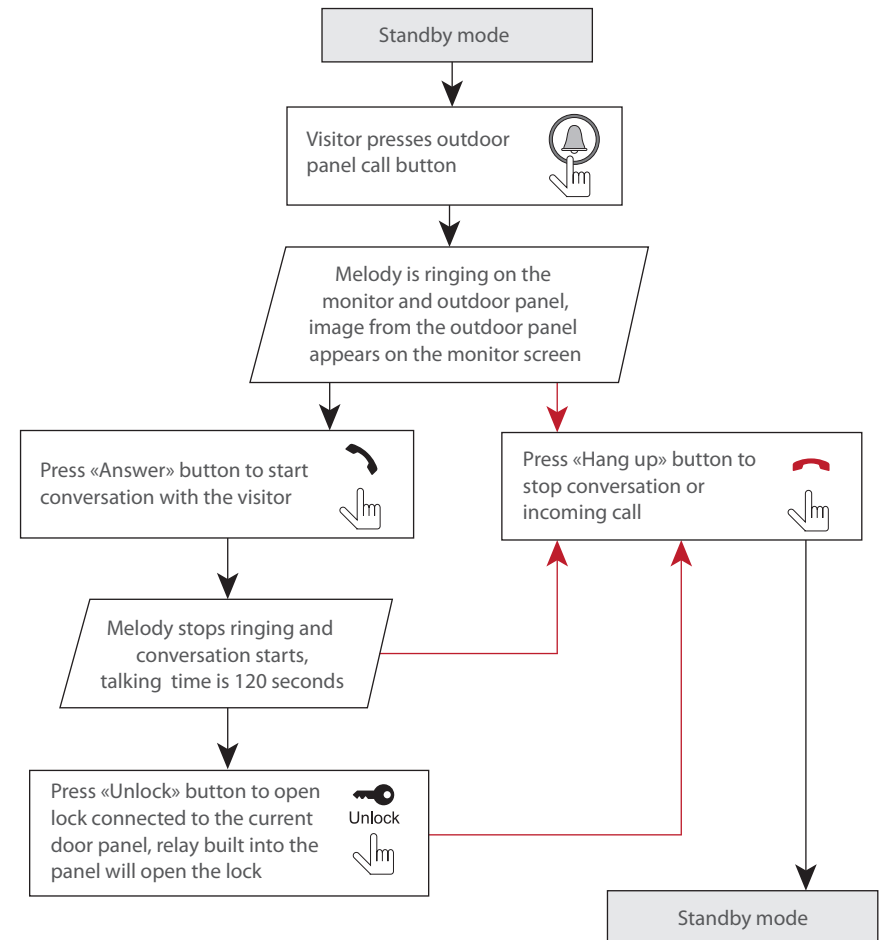 Standby mode
Visitor presses outdoor
panel call button
Melody is ringing on the
monitor and outdoor panel,
image from the outdoor panel
appears on the monitor screen
Press «Answer» button to start
conversation with the visitor
Press «Hang up» button to
stop conversation or
incoming call
Melody stops ringing and
conversation starts,
talking time is 120 seconds
Press «Unlock» button to open
lock connected to the current
door panel, relay built into the
panel will open the lock
Unlock
Standby mode